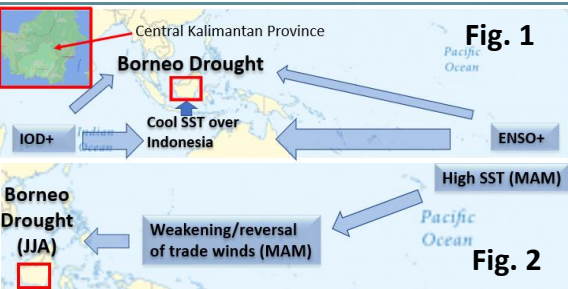 Central Kalimantan Province
Fig. 1
Pacific
Ocean
Borneo Drought
Cool SST over
Indonesia
IOD+
Indian
Ocean
ENSO+
High SST (MAM)
Borneo
Drought
(JJA)
Weakening/reversal
of trade winds (MAM)
Pacific
Ocean
Fig. 2